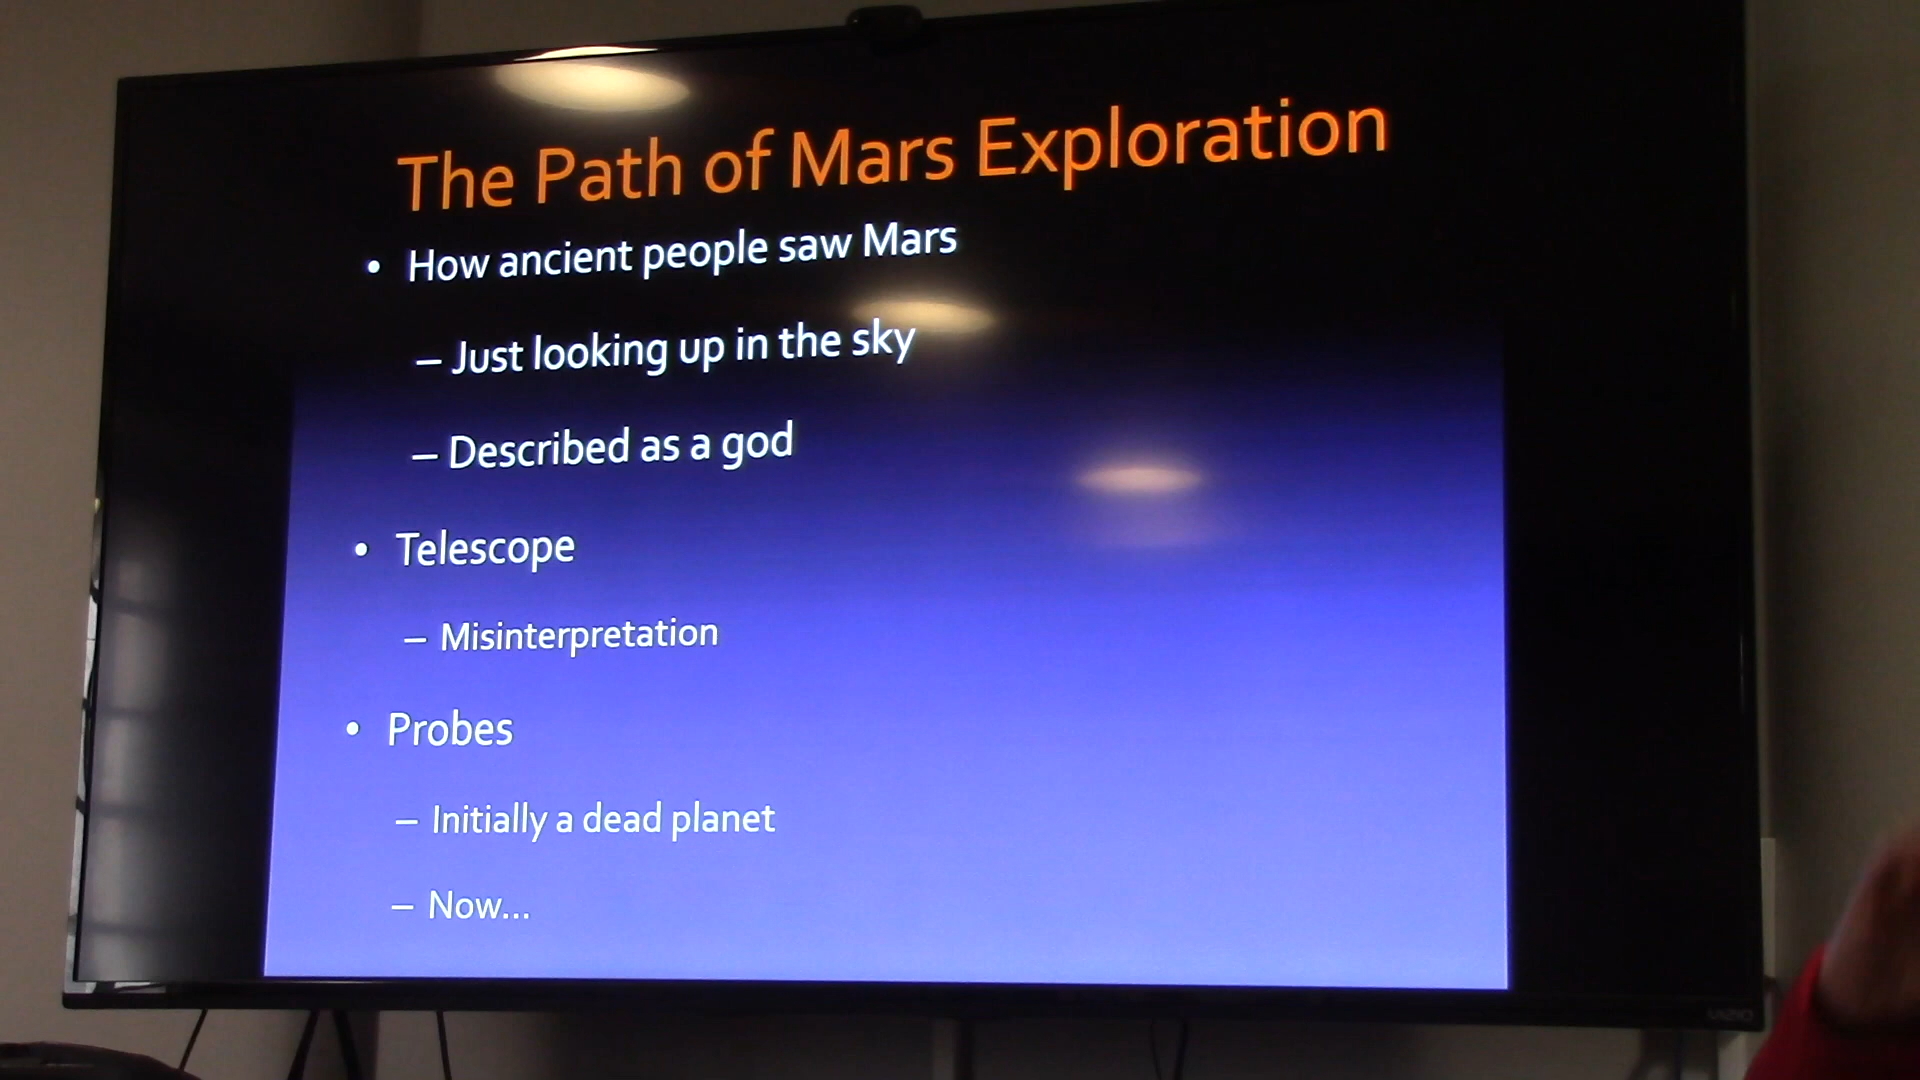 The Path of Mars Exploration
• How ancient people saw Mars
– Just looking up in the sky
– Described as a god
• Telescope
– Misinterpretation
• Probes
– Initially a dead planet
– Now...
VIZIO